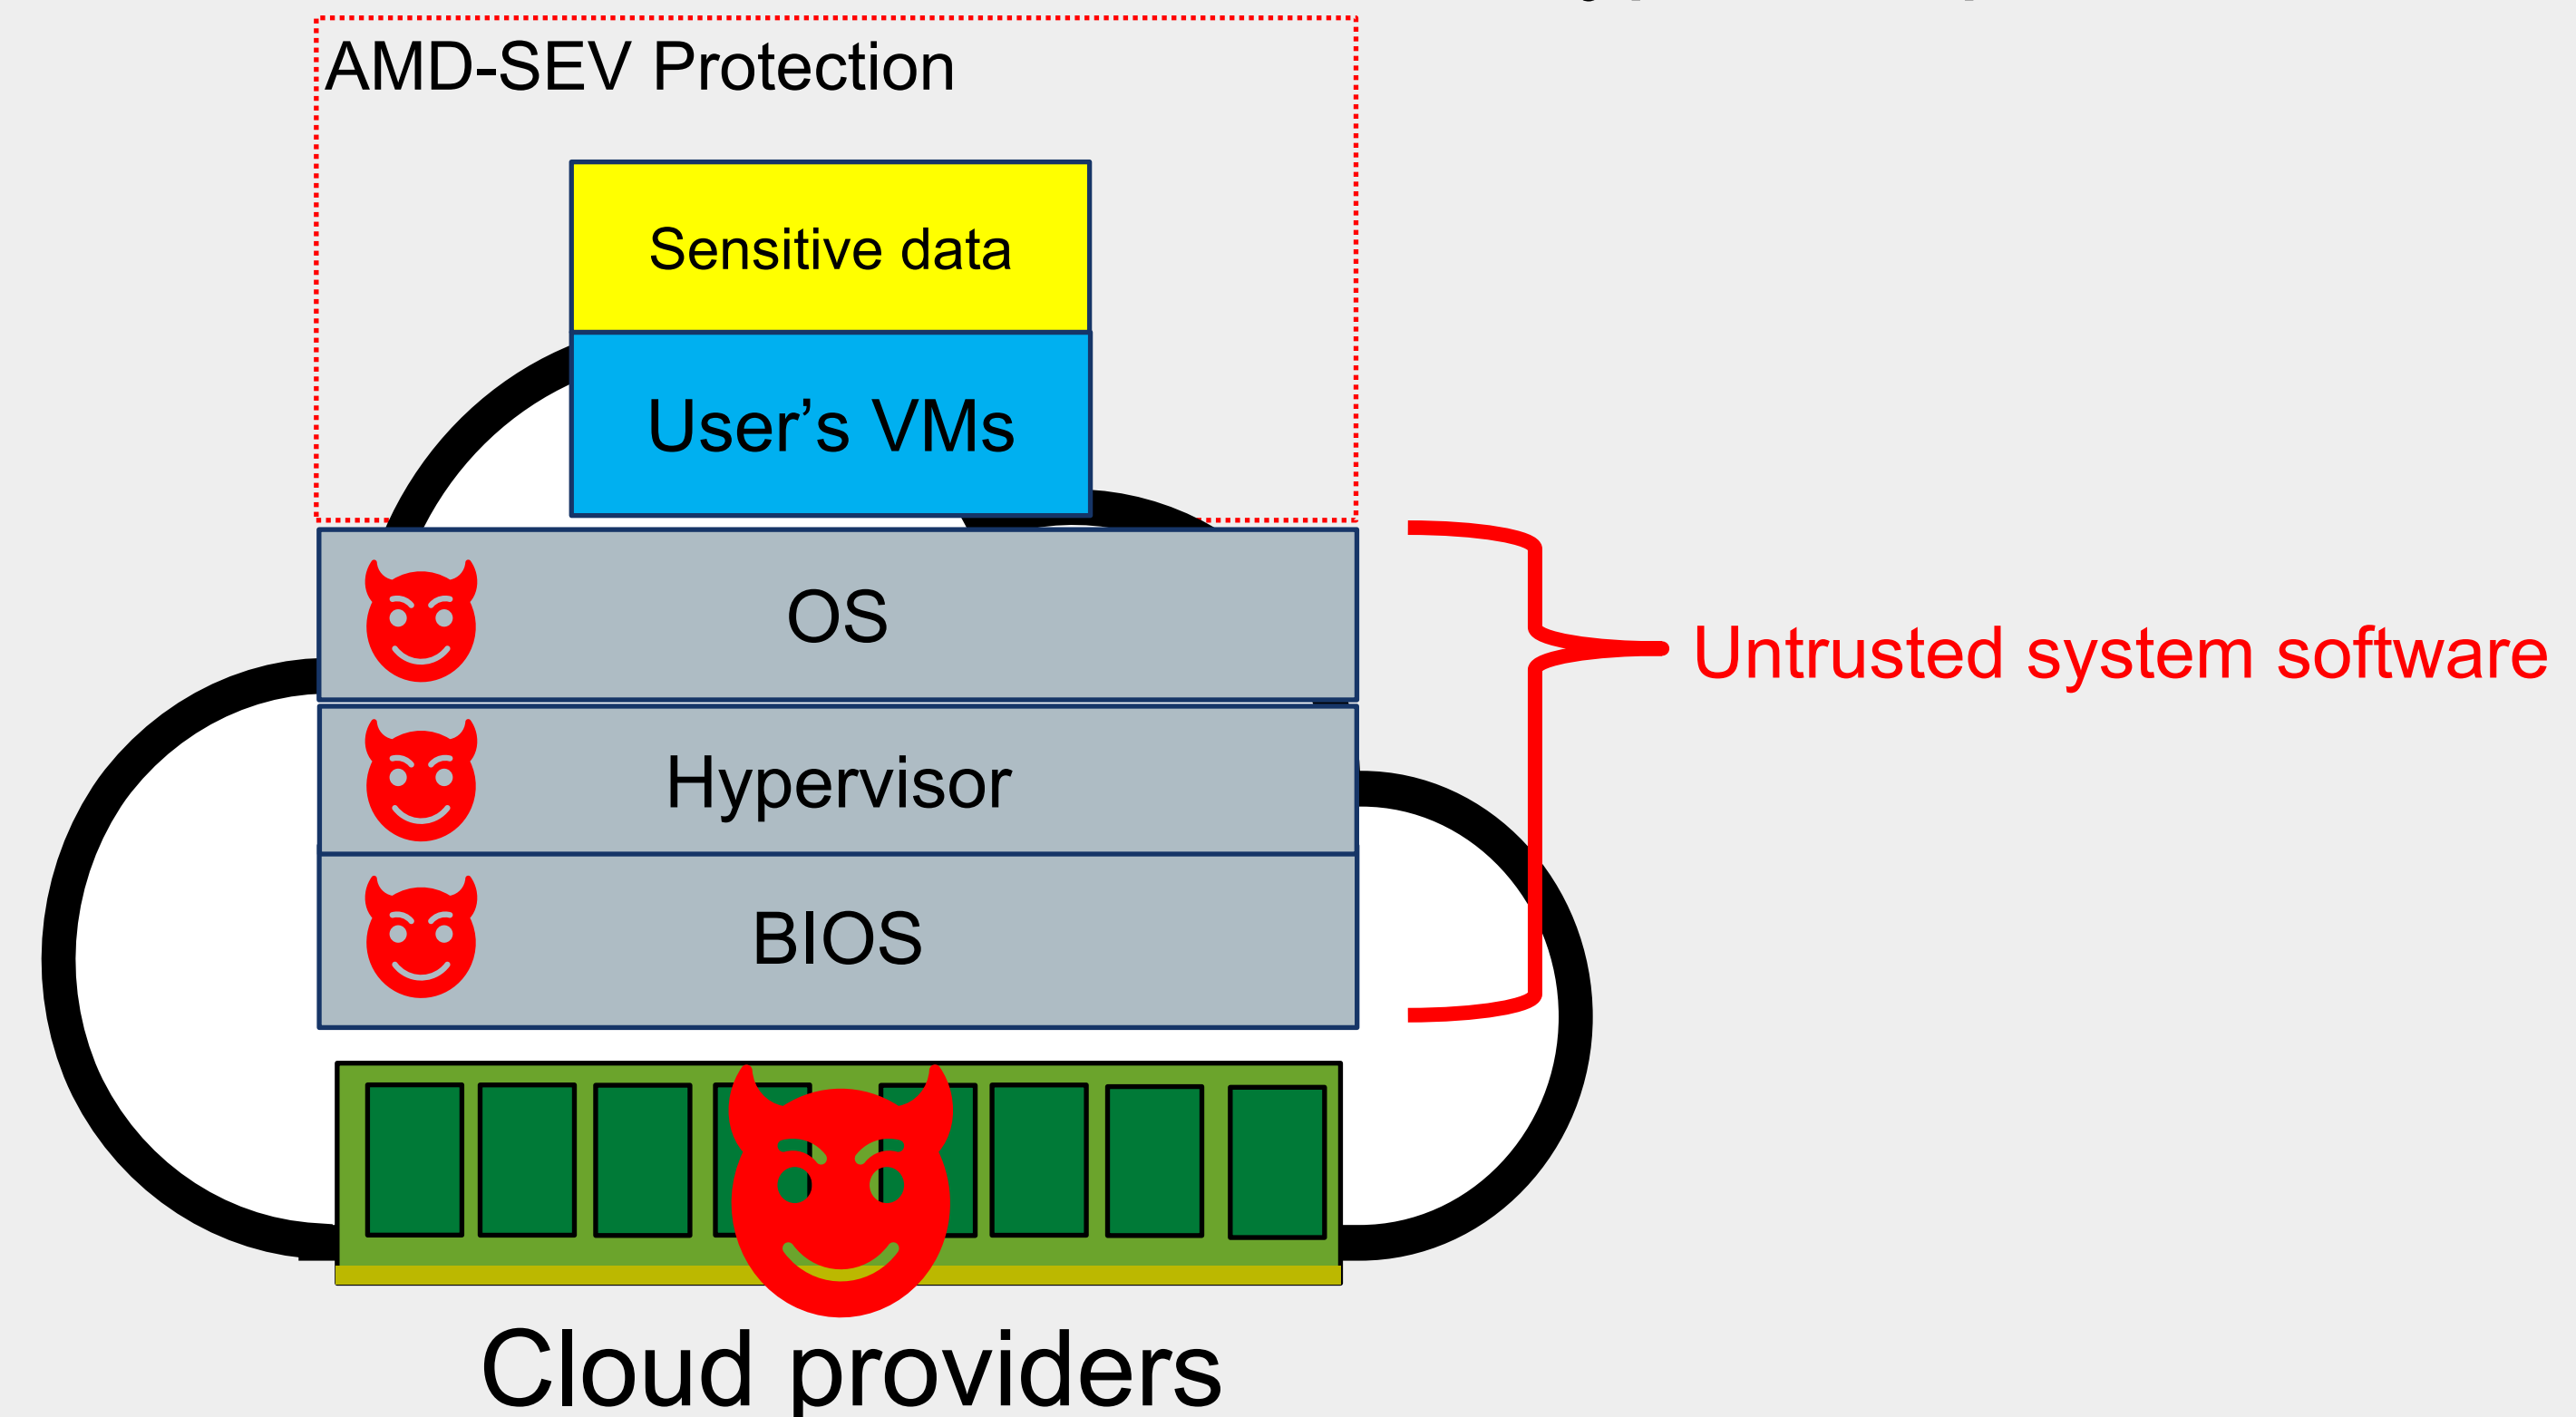 AMD-SEV Protection
Sensitive data
User’s VMs
OS
Untrusted system software
Hypervisor
BIOS
Cloud providers